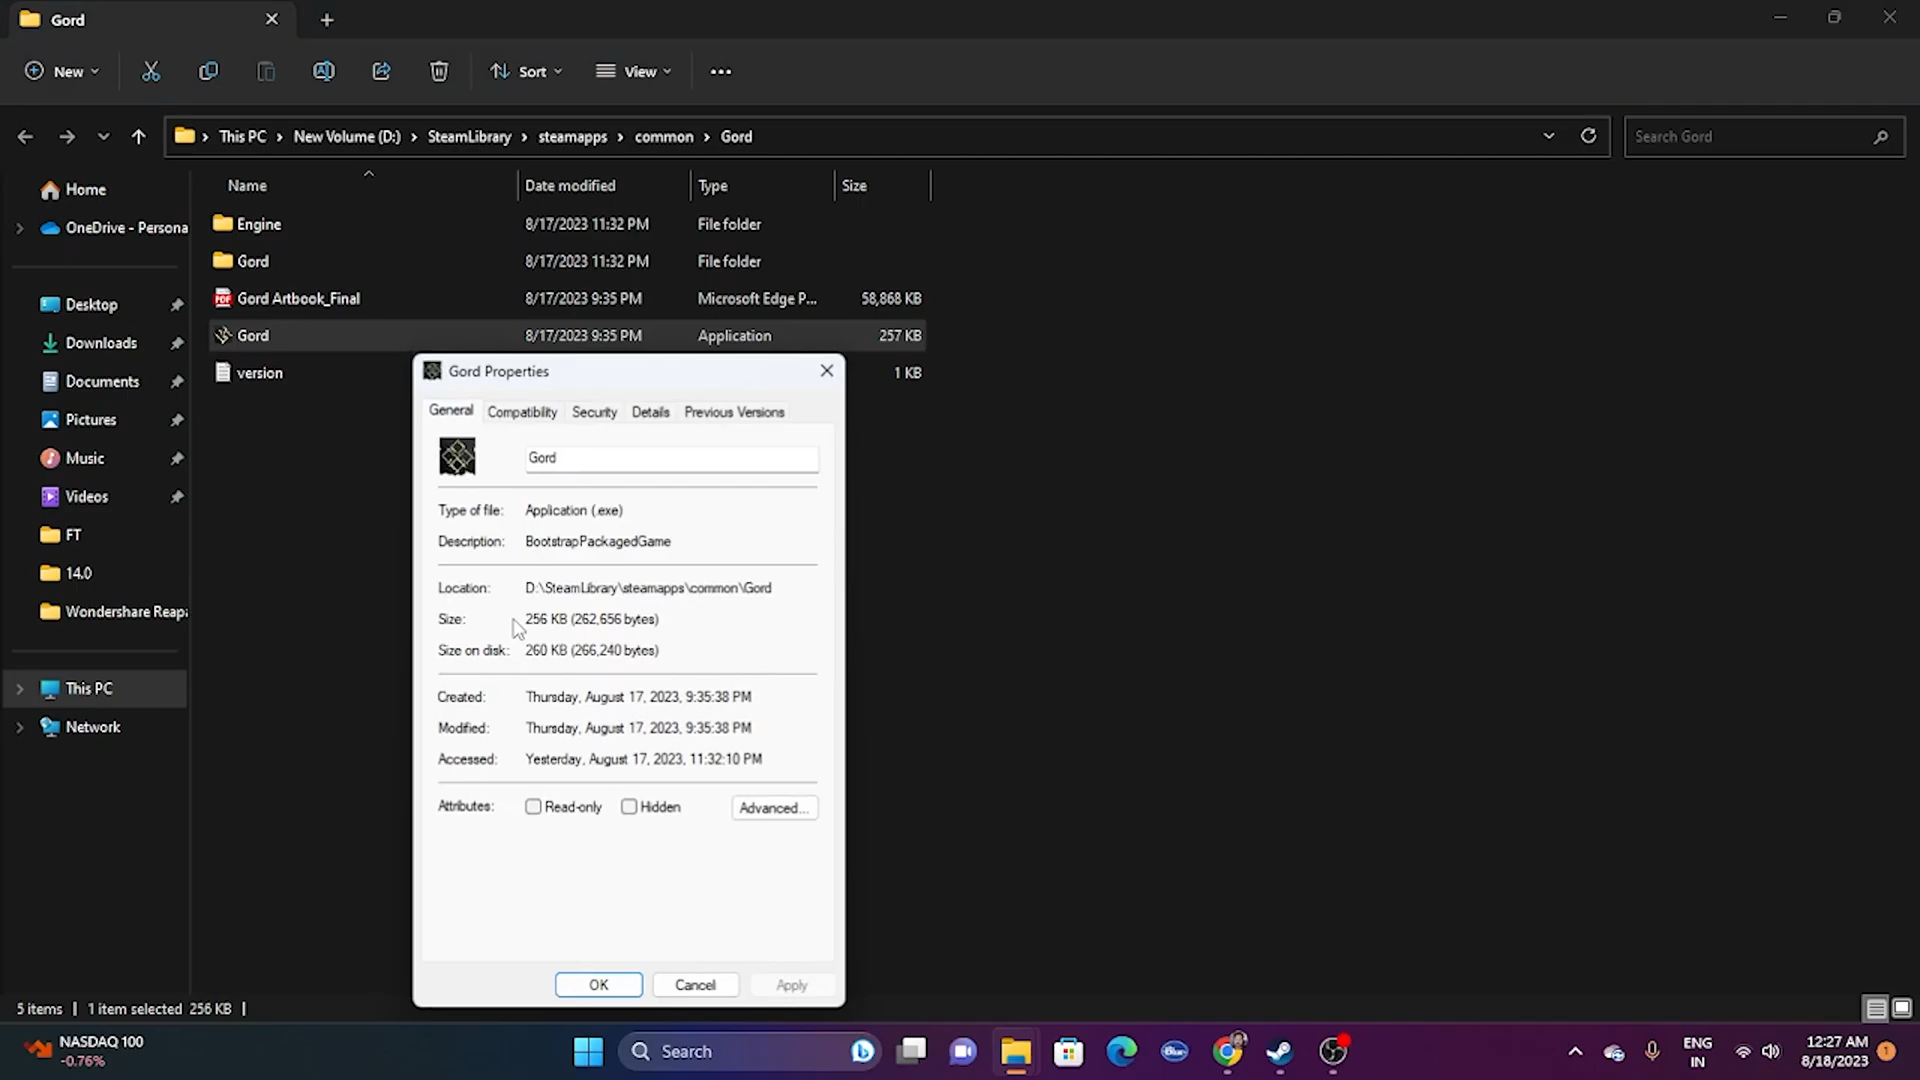 Gord
New
Sort
View
This PC > New Volume (D:) > SteamLibrary > steamapps > common > Gord
Search Gord
Home
OneDrive - Persona
Desktop
Downloads
Documents
Pictures
Music
Videos
FT
14.0
Wondershare Reapa
This PC
Network
Name Date modified Type Size
Engine 8/17/2023 11:32 PM File folder
Gord 8/17/2023 11:32 PM File folder
PDF Gord Artbook_Final 8/17/2023 9:35 PM Microsoft Edge P... 58,868 KB
Gord 8/17/2023 9:35 PM Application 257 KB
version 1 KB
Gord Properties
General Compatibility Security Details Previous Versions
Gord
Type of file: Application (.exe)
Description: BootstrapPackagedGame
Location: D:\SteamLibrary\steamapps\common\Gord
Size: 256 KB (262,656 bytes)
Size on disk: 260 KB (266,240 bytes)
Created: Thursday, August 17, 2023, 9:35:38 PM
Modified: Thursday, August 17, 2023, 9:35:38 PM
Accessed: Yesterday, August 17, 2023, 11:32:10 PM
Attributes: Read-only Hidden Advanced...
OK Cancel Apply
5 items | 1 item selected 256 KB |
NASDAQ 100
-0.76%
Search
Blue
ENG
IN
12:27 AM
8/18/2023
1